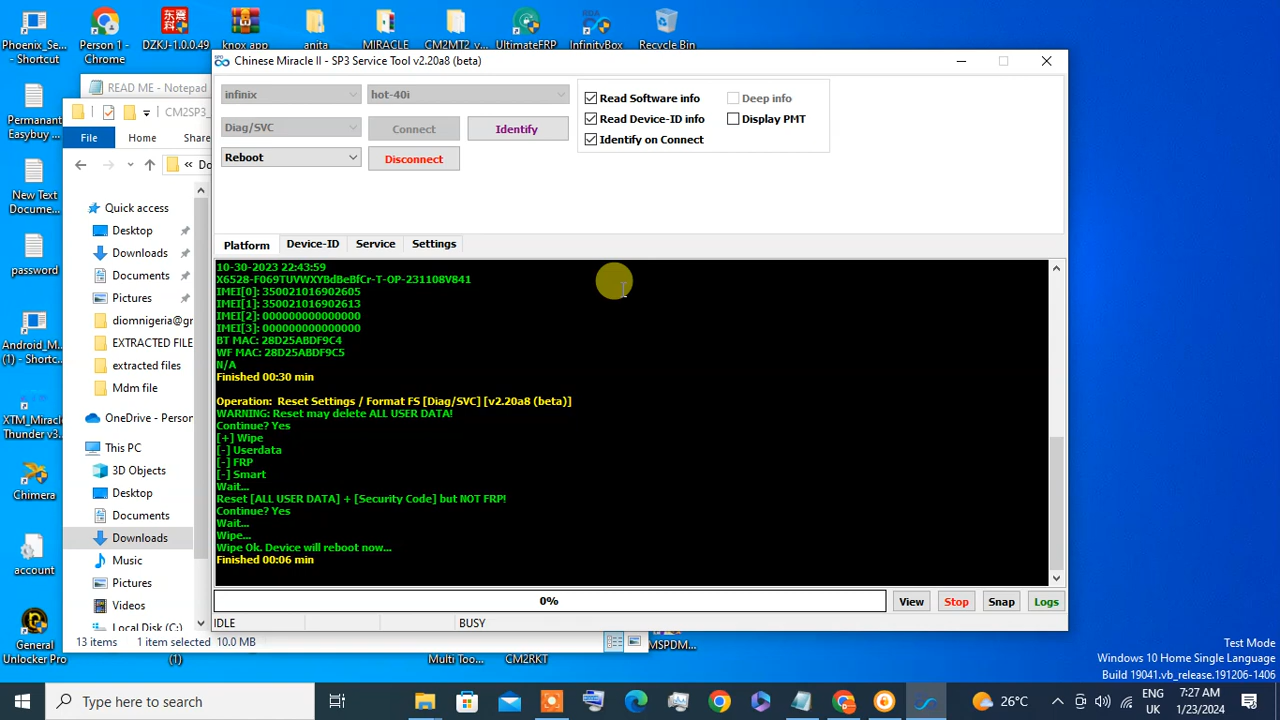 Phoenix_Se...
- Shortcut
Person 1 -
Chrome
DZKJ-1.0.0.49
knox app
anita
MIRACLE
CM2MT2_v...
UltimateFRP
InfinityBox
Recycle Bin
Permanant
Easybuy ...
New Text
Docume...
password
Android_M...
(1) - Shortc...
XTM_Miracle
Thunder v3...
Chimera
account
General
Unlocker Pro
READ ME - Notepad
CM2SP3_
File
Home
Share
« Do
Quick access
Desktop
Downloads
Documents
Pictures
diomnigeria@gr
EXTRACTED FILE
extracted files
Mdm file
OneDrive - Person
This PC
3D Objects
Desktop
Documents
Downloads
Music
Pictures
Videos
Local Disk (C:)
13 items
1 item selected 10.0 MB
(1)
Multi Too...
CM2RKT
MSPDM...
Chinese Miracle II - SP3 Service Tool v2.20a8 (beta)
infinix
hot-40i
Diag/SVC
Connect
Identify
Reboot
Disconnect
Read Software info
Deep info
Read Device-ID info
Display PMT
Identify on Connect
Platform
Device-ID
Service
Settings
10-30-2023 22:43:59
X6528-F069TUVWXYBdBeBfCr-T-OP-231108V841
IMEI[0]: 350021016902605
IMEI[1]: 350021016902613
IMEI[2]: 000000000000000
IMEI[3]: 000000000000000
BT MAC: 28D25ABDF9C4
WF MAC: 28D25ABDF9C5
N/A
Finished 00:30 min
Operation: Reset Settings / Format FS [Diag/SVC] [v2.20a8 (beta)]
WARNING: Reset may delete ALL USER DATA!
Continue? Yes
[+] Wipe
[-] Userdata
[-] FRP
[-] Smart
Wait...
Reset [ALL USER DATA] + [Security Code] but NOT FRP!
Continue? Yes
Wait...
Wipe...
Wipe Ok. Device will reboot now...
Finished 00:06 min
0%
View
Stop
Snap
Logs
IDLE
BUSY
Test Mode
Windows 10 Home Single Language
Build 19041.vb_release.191206-1406
Type here to search
26°C
ENG
UK
7:27 AM
1/23/2024